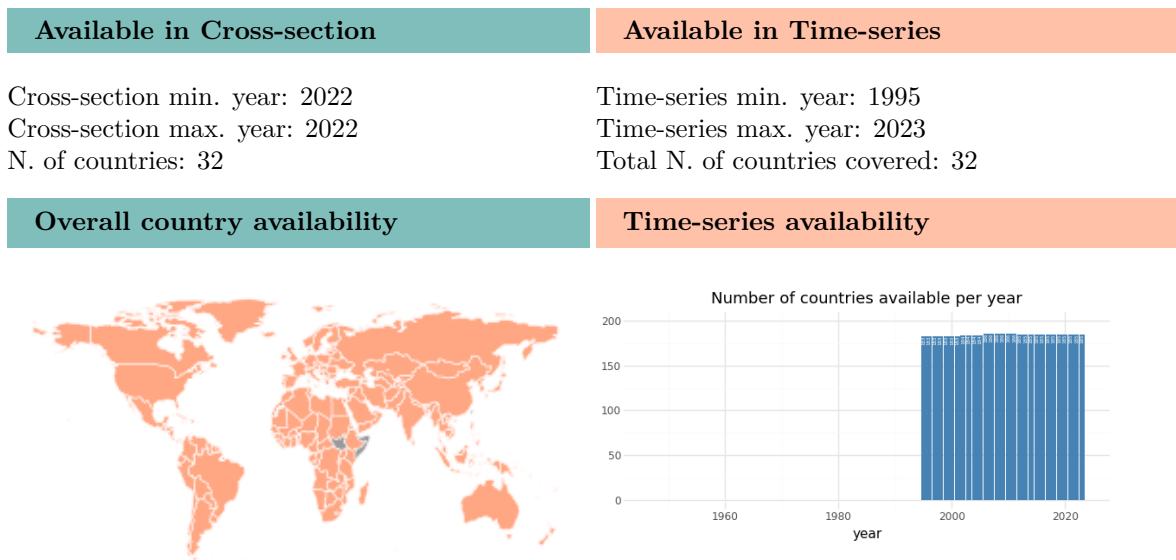 Available in Cross-section
Available in Time-series
Cross-section min. year: 2022
Cross-section max. year: 2022
N. of countries: 32
Time-series min. year: 1995
Time-series max. year: 2023
Total N. of countries covered: 32
Overall country availability
Time-series availability
Number of countries available per year
200
150
100
50
0
1960 1980 2000 2020
year